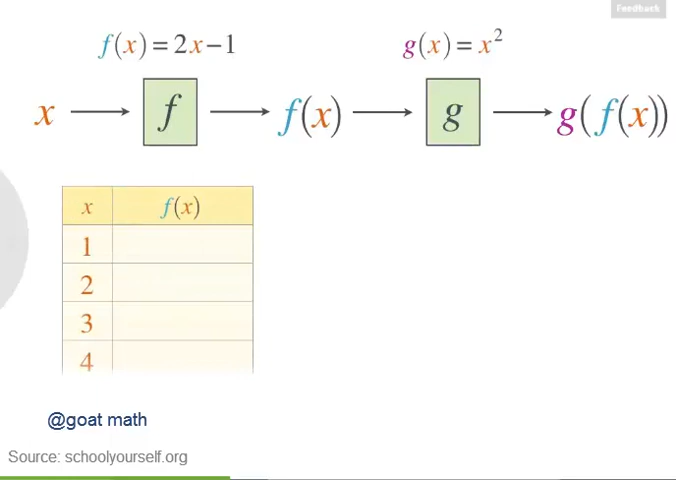 Feedback
f(x) = 2x−1
g(x) = x²
x f f(x) g g(f(x))
x f(x)
1
2
3
4
@goat math
Source: schoolyourself.org